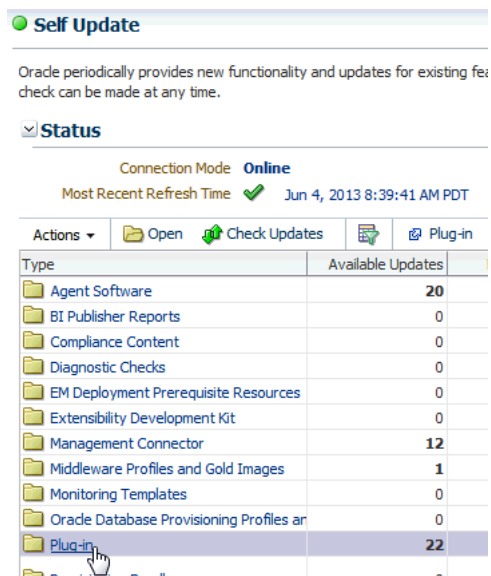 Self Update
Oracle periodically provides new functionality and updates for existing fea
check can be made at any time.
Status
Connection Mode Online
Most Recent Refresh Time Jun 4, 2013 8:39:41 AM PDT
Actions Open Check Updates Plug-in
Type Available Updates
Agent Software 20
BI Publisher Reports 0
Compliance Content 0
Diagnostic Checks 0
EM Deployment Prerequisite Resources 0
Extensibility Development Kit 0
Management Connector 12
Middleware Profiles and Gold Images 1
Monitoring Templates 0
Oracle Database Provisioning Profiles an 0
Plug-in 22